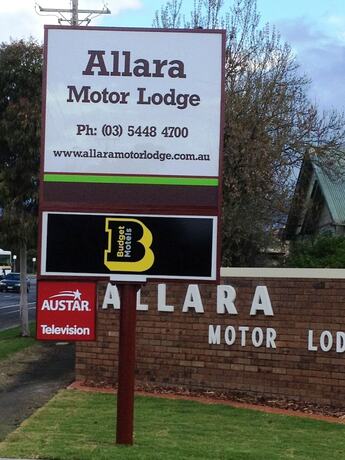 Allara
Motor Lodge
Ph: (03) 5448 4700
www.allaramotorlodge.com.au
Budget
Motels
AUSTAR
Television
ALLARA
MOTOR LOD